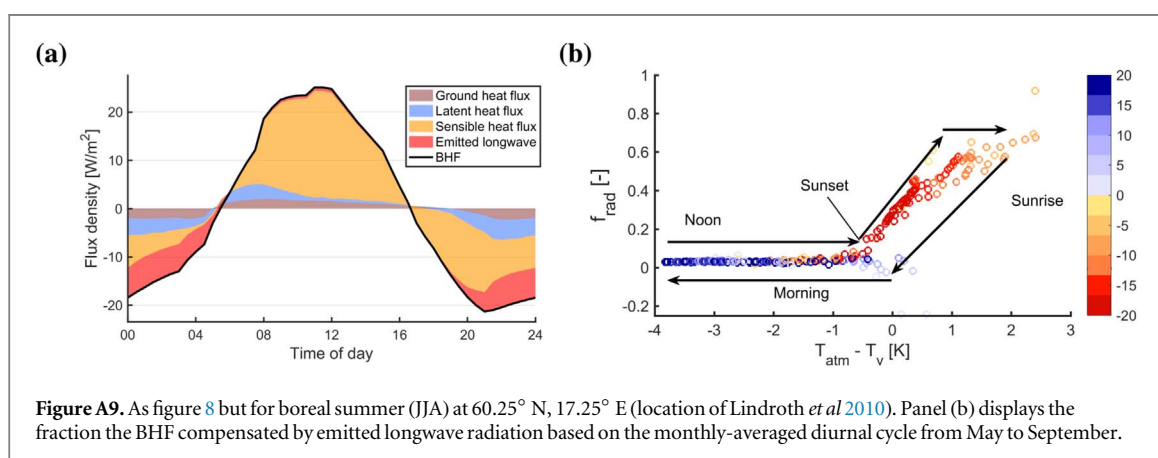 (a)
20
10
0
-10
-20
Flux density [W/m²]
00 04 08 12 16 20 24
Time of day
Ground heat flux
Latent heat flux
Sensible heat flux
Emitted longwave
BHF
(b)
1
0.8
0.6
0.4
0.2
0
-0.2
f_rad [-]
Sunset
Noon
Sunrise
Morning
-4 -3 -2 -1 0 1 2 3
T_atm - T_v [K]
20
15
10
5
0
-5
-10
-15
-20
Figure A9. As figure 8 but for boreal summer (JJA) at 60.25° N, 17.25° E (location of Lindroth et al 2010). Panel (b) displays the
fraction the BHF compensated by emitted longwave radiation based on the monthly-averaged diurnal cycle from May to September.